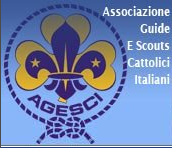 Associazione
Guide
E Scouts
Cattolici
Italiani
AGESCI